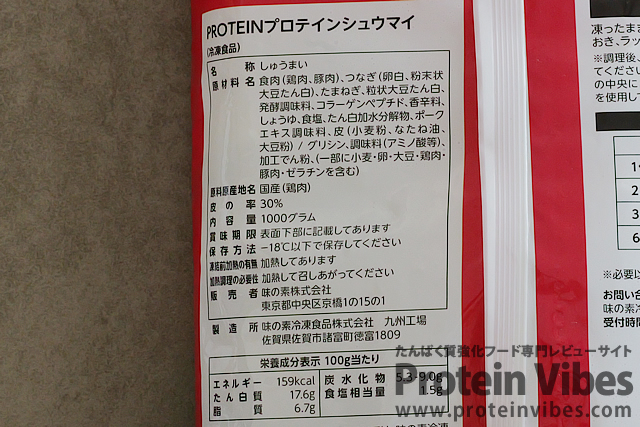 PROTEINプロテインシュウマイ
(冷凍食品)
名称 しゅうまい
原材料名 食肉(鶏肉、豚肉)、つなぎ(卵白、粉末状
大豆たん白)、たまねぎ、粒状大豆たん白、
発酵調味料、コラーゲンペプチド、香辛料、
しょうゆ、食塩、たん白加水分解物、ポーク
エキス調味料、皮(小麦粉、なたね油、
大豆粉) / グリシン、調味料(アミノ酸等)、
加工でん粉、(一部に小麦・卵・大豆・鶏肉・
豚肉・ゼラチンを含む)
原料原産地名 国産(鶏肉)
皮の率 30%
内容量 1000グラム
賞味期限 表面下部に記載してあります
保存方法 −18℃以下で保存してください
凍結前加熱の有無 加熱してあります
加熱調理の必要性 加熱して召しあがってください
販売者 味の素株式会社
東京都中央区京橋1の15の1
製造所 味の素冷凍食品株式会社 九州工場
佐賀県佐賀市諸富町徳富1809
栄養成分表示 100g当たり
エネルギー 159kcal
たん白質 17.6g
脂質 6.7g
炭水化物 5.3-9.0g
食塩相当量 1.5g
凍ったまま
おき、ラッ
※調理後、
てくださ
の中央に
を使用して
1
2
3
6
※必要以
お問い合
味の素
受付時間
たんぱく質強化フード専門レビューサイト
Protein Vibes
www.proteinvibes.com